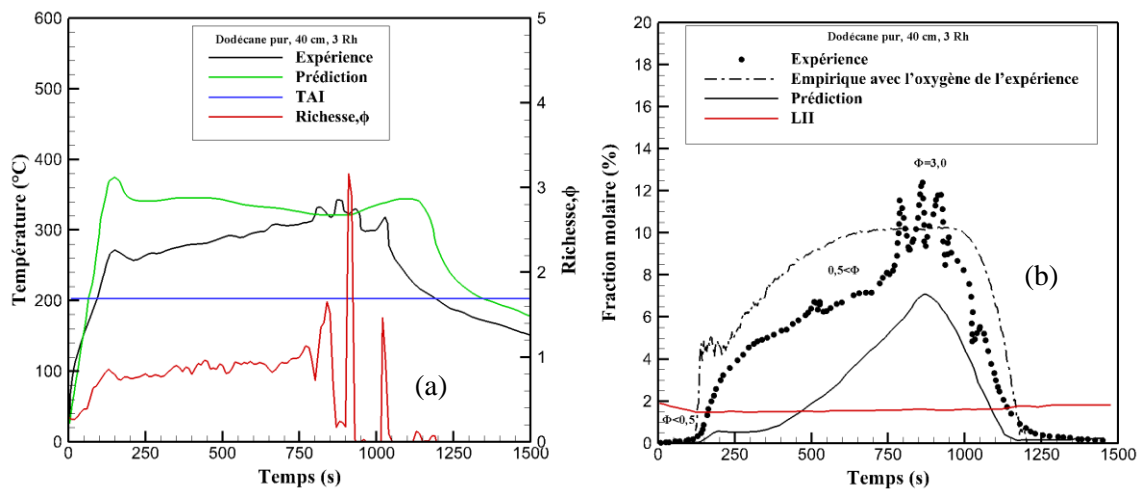 Dodécane pur, 40 cm, 3 Rh
Expérience
Prédiction
TAI
Richesse,ϕ
600
500
400
300
200
100
0
Température (°C)
5
4
3
2
1
0
Richesse,ϕ
0
250
500
750
1000
1250
1500
Temps (s)
(a)
Dodécane pur, 40 cm, 3 Rh
Expérience
Empirique avec l'oxygène de l'expérience
Prédiction
LII
20
18
16
14
12
10
8
6
4
2
0
Fraction molaire (%)
Φ=3,0
0,5<Φ
Φ<0,5
(b)
0
250
500
750
1000
1250
1500
Temps (s)